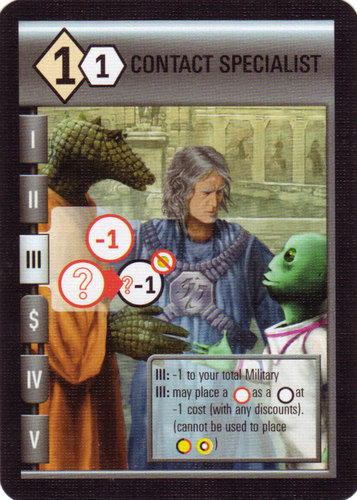 1 1 CONTACT SPECIALIST
I
II
III
-1
? ?-1
$
IV
V
III: -1 to your total Military
III: may place a as a at
-1 cost (with any discounts).
(cannot be used to place
)